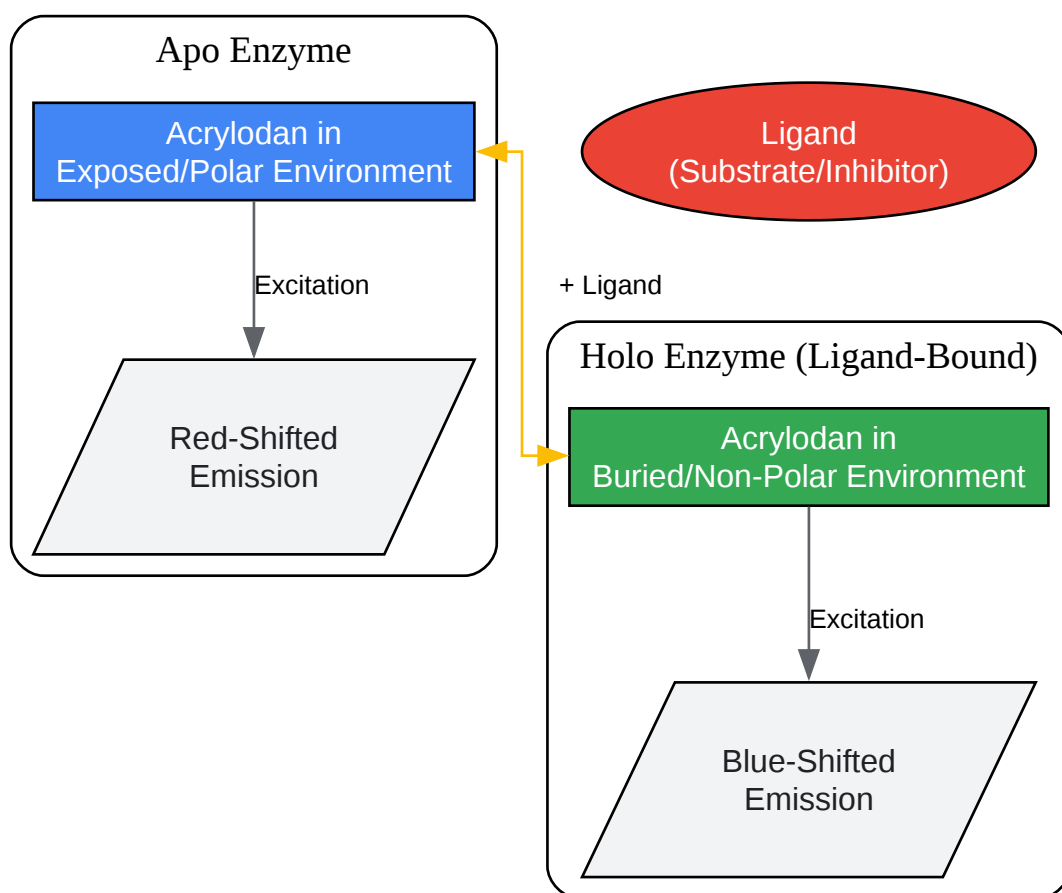 Apo Enzyme
Acrylodan in
Exposed/Polar Environment
Excitation
Red-Shifted
Emission
Ligand
(Substrate/Inhibitor)
+ Ligand
Holo Enzyme (Ligand-Bound)
Acrylodan in
Buried/Non-Polar Environment
Excitation
Blue-Shifted
Emission